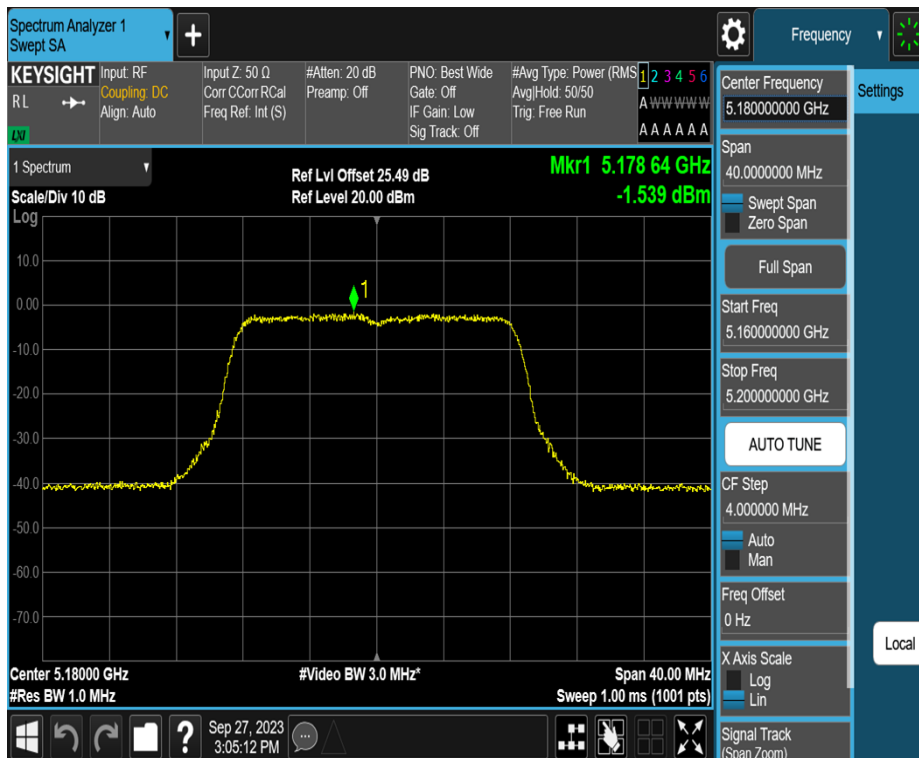 Spectrum Analyzer 1
Swept SA
+
Frequency
KEYSIGHT
RL
LXI
Input: RF
Coupling: DC
Align: Auto
Input Z: 50 Ω
Corr CCorr RCal
Freq Ref: Int (S)
#Atten: 20 dB
Preamp: Off
PNO: Best Wide
Gate: Off
IF Gain: Low
Sig Track: Off
#Avg Type: Power (RMS
Avg|Hold: 50/50
Trig: Free Run
1 2 3 4 5 6
A W W W W W
A A A A A A
1 Spectrum
Scale/Div 10 dB
Log
Ref Lvl Offset 25.49 dB
Ref Level 20.00 dBm
Mkr1 5.178 64 GHz
-1.539 dBm
10.0
0.00
-10.0
-20.0
-30.0
-40.0
-50.0
-60.0
-70.0
1
Center 5.18000 GHz
#Res BW 1.0 MHz
#Video BW 3.0 MHz*
Span 40.00 MHz
Sweep 1.00 ms (1001 pts)
?
Sep 27, 2023
3:05:12 PM
Center Frequency
5.180000000 GHz
Span
40.0000000 MHz
Swept Span
Zero Span
Full Span
Start Freq
5.160000000 GHz
Stop Freq
5.200000000 GHz
AUTO TUNE
CF Step
4.000000 MHz
Auto
Man
Freq Offset
0 Hz
X Axis Scale
Log
Lin
Signal Track
(Span Zoom)
Settings
Local